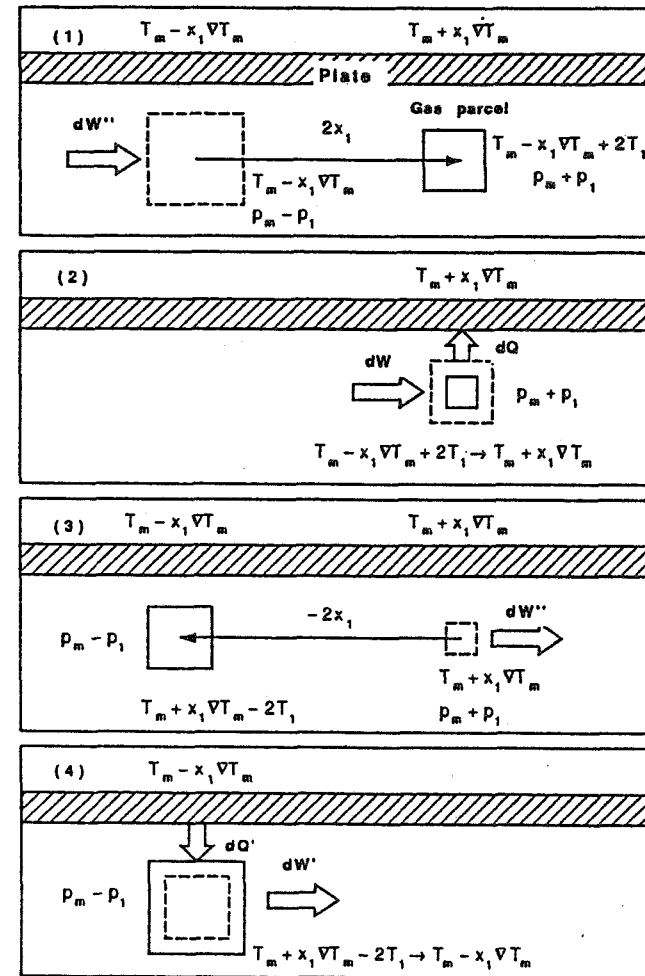 (1) T_m − x_1 ∇T_m T_m + x_1 ∇T_m
Plate
dW'' 2x_1 Gas parcel
T_m − x_1 ∇T_m + 2T_1
T_m − x_1 ∇T_m p_m + p_1
p_m − p_1
(2) T_m + x_1 ∇T_m
dQ
dW p_m + p_1
T_m − x_1 ∇T_m + 2T_1 → T_m + x_1 ∇T_m
(3) T_m − x_1 ∇T_m T_m + x_1 ∇T_m
p_m − p_1 −2x_1 dW''
T_m + x_1 ∇T_m
T_m + x_1 ∇T_m − 2T_1 p_m + p_1
(4) T_m − x_1 ∇T_m
dQ'
p_m − p_1 dW'
T_m + x_1 ∇T_m − 2T_1 → T_m − x_1 ∇T_m